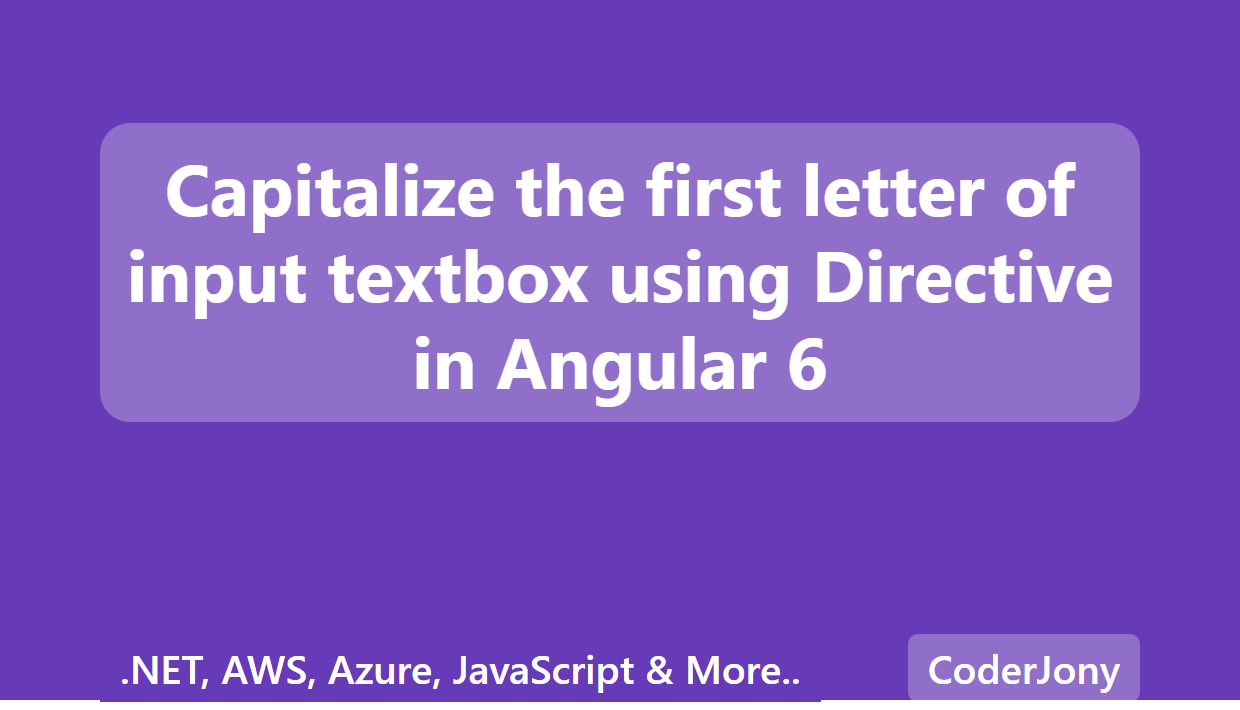 Capitalize the first letter of
input textbox using Directive
in Angular 6
.NET, AWS, Azure, JavaScript & More..
CoderJony